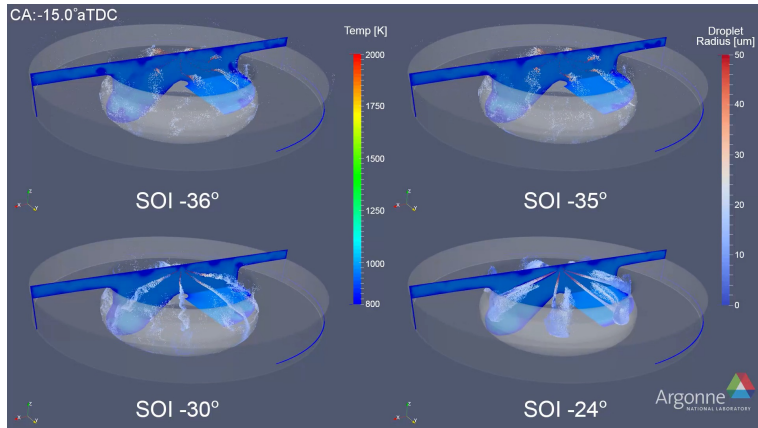 CA:-15.0°aTDC
Temp [K]
2000
1750
1500
1250
1000
800
Droplet
Radius [um]
50
40
30
20
10
0
SOI -36°
SOI -35°
SOI -30°
SOI -24°
z
x
y
z
x
y
z
x
y
z
x
y
Argonne
NATIONAL LABORATORY